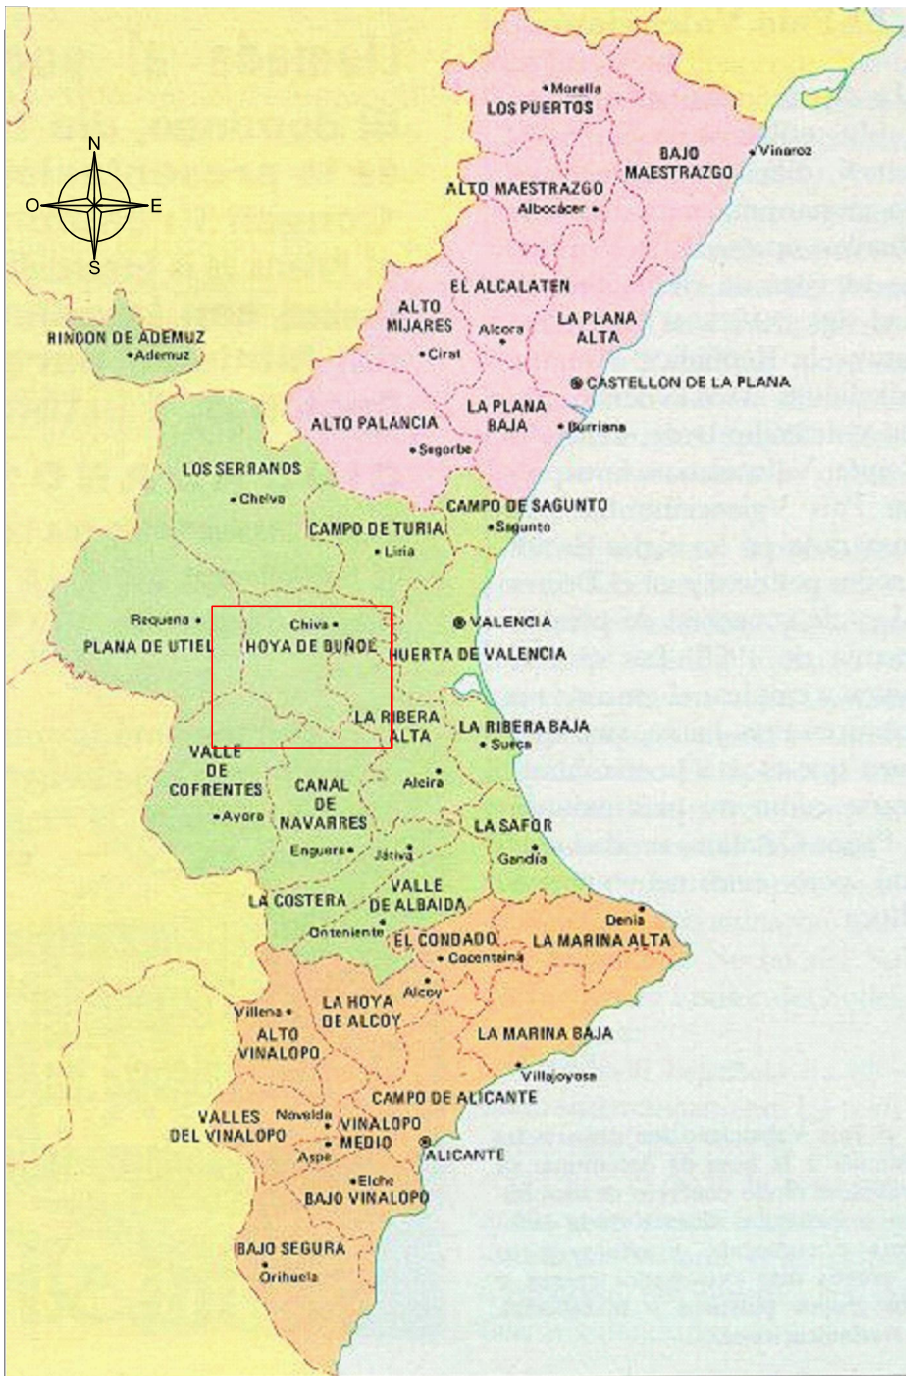 Morella
LOS PUERTOS
N
BAJO
MAESTRAZGO
Vinaroz
ALTO MAESTRAZGO
Albocácer
O
E
S
EL ALCALATEN
ALTO
MIJARES
Alcora
LA PLANA
ALTA
Cirat
RINCON DE ADEMUZ
Ademuz
CASTELLON DE LA PLANA
LA PLANA
BAJA
Burriana
ALTO PALANCIA
Segorbe
LOS SERRANOS
Chelva
CAMPO DE SAGUNTO
Sagunto
CAMPO DE TURIA
Liria
Requena
PLANA DE UTIEL
Chiva
HOYA DE BUÑOL
VALENCIA
HUERTA DE VALENCIA
LA RIBERA
ALTA
LA RIBERA BAJA
Sueca
VALLE
DE
COFRENTES
Ayora
CANAL
DE
NAVARRES
Alcira
Enguera
Játiva
LA SAFOR
Gandía
LA COSTERA
VALLE
DE ALBAIDA
Onteniente
EL CONDADO
Cocentaina
Denia
LA MARINA ALTA
Alcoy
LA HOYA
DE ALCOY
Villena
ALTO
VINALOPO
LA MARINA BAJA
Villajoyosa
CAMPO DE ALICANTE
VALLES
DEL VINALOPO
Novelda
VINALOPO
MEDIO
Aspe
ALICANTE
Elche
BAJO VINALOPO
BAJO SEGURA
Orihuela